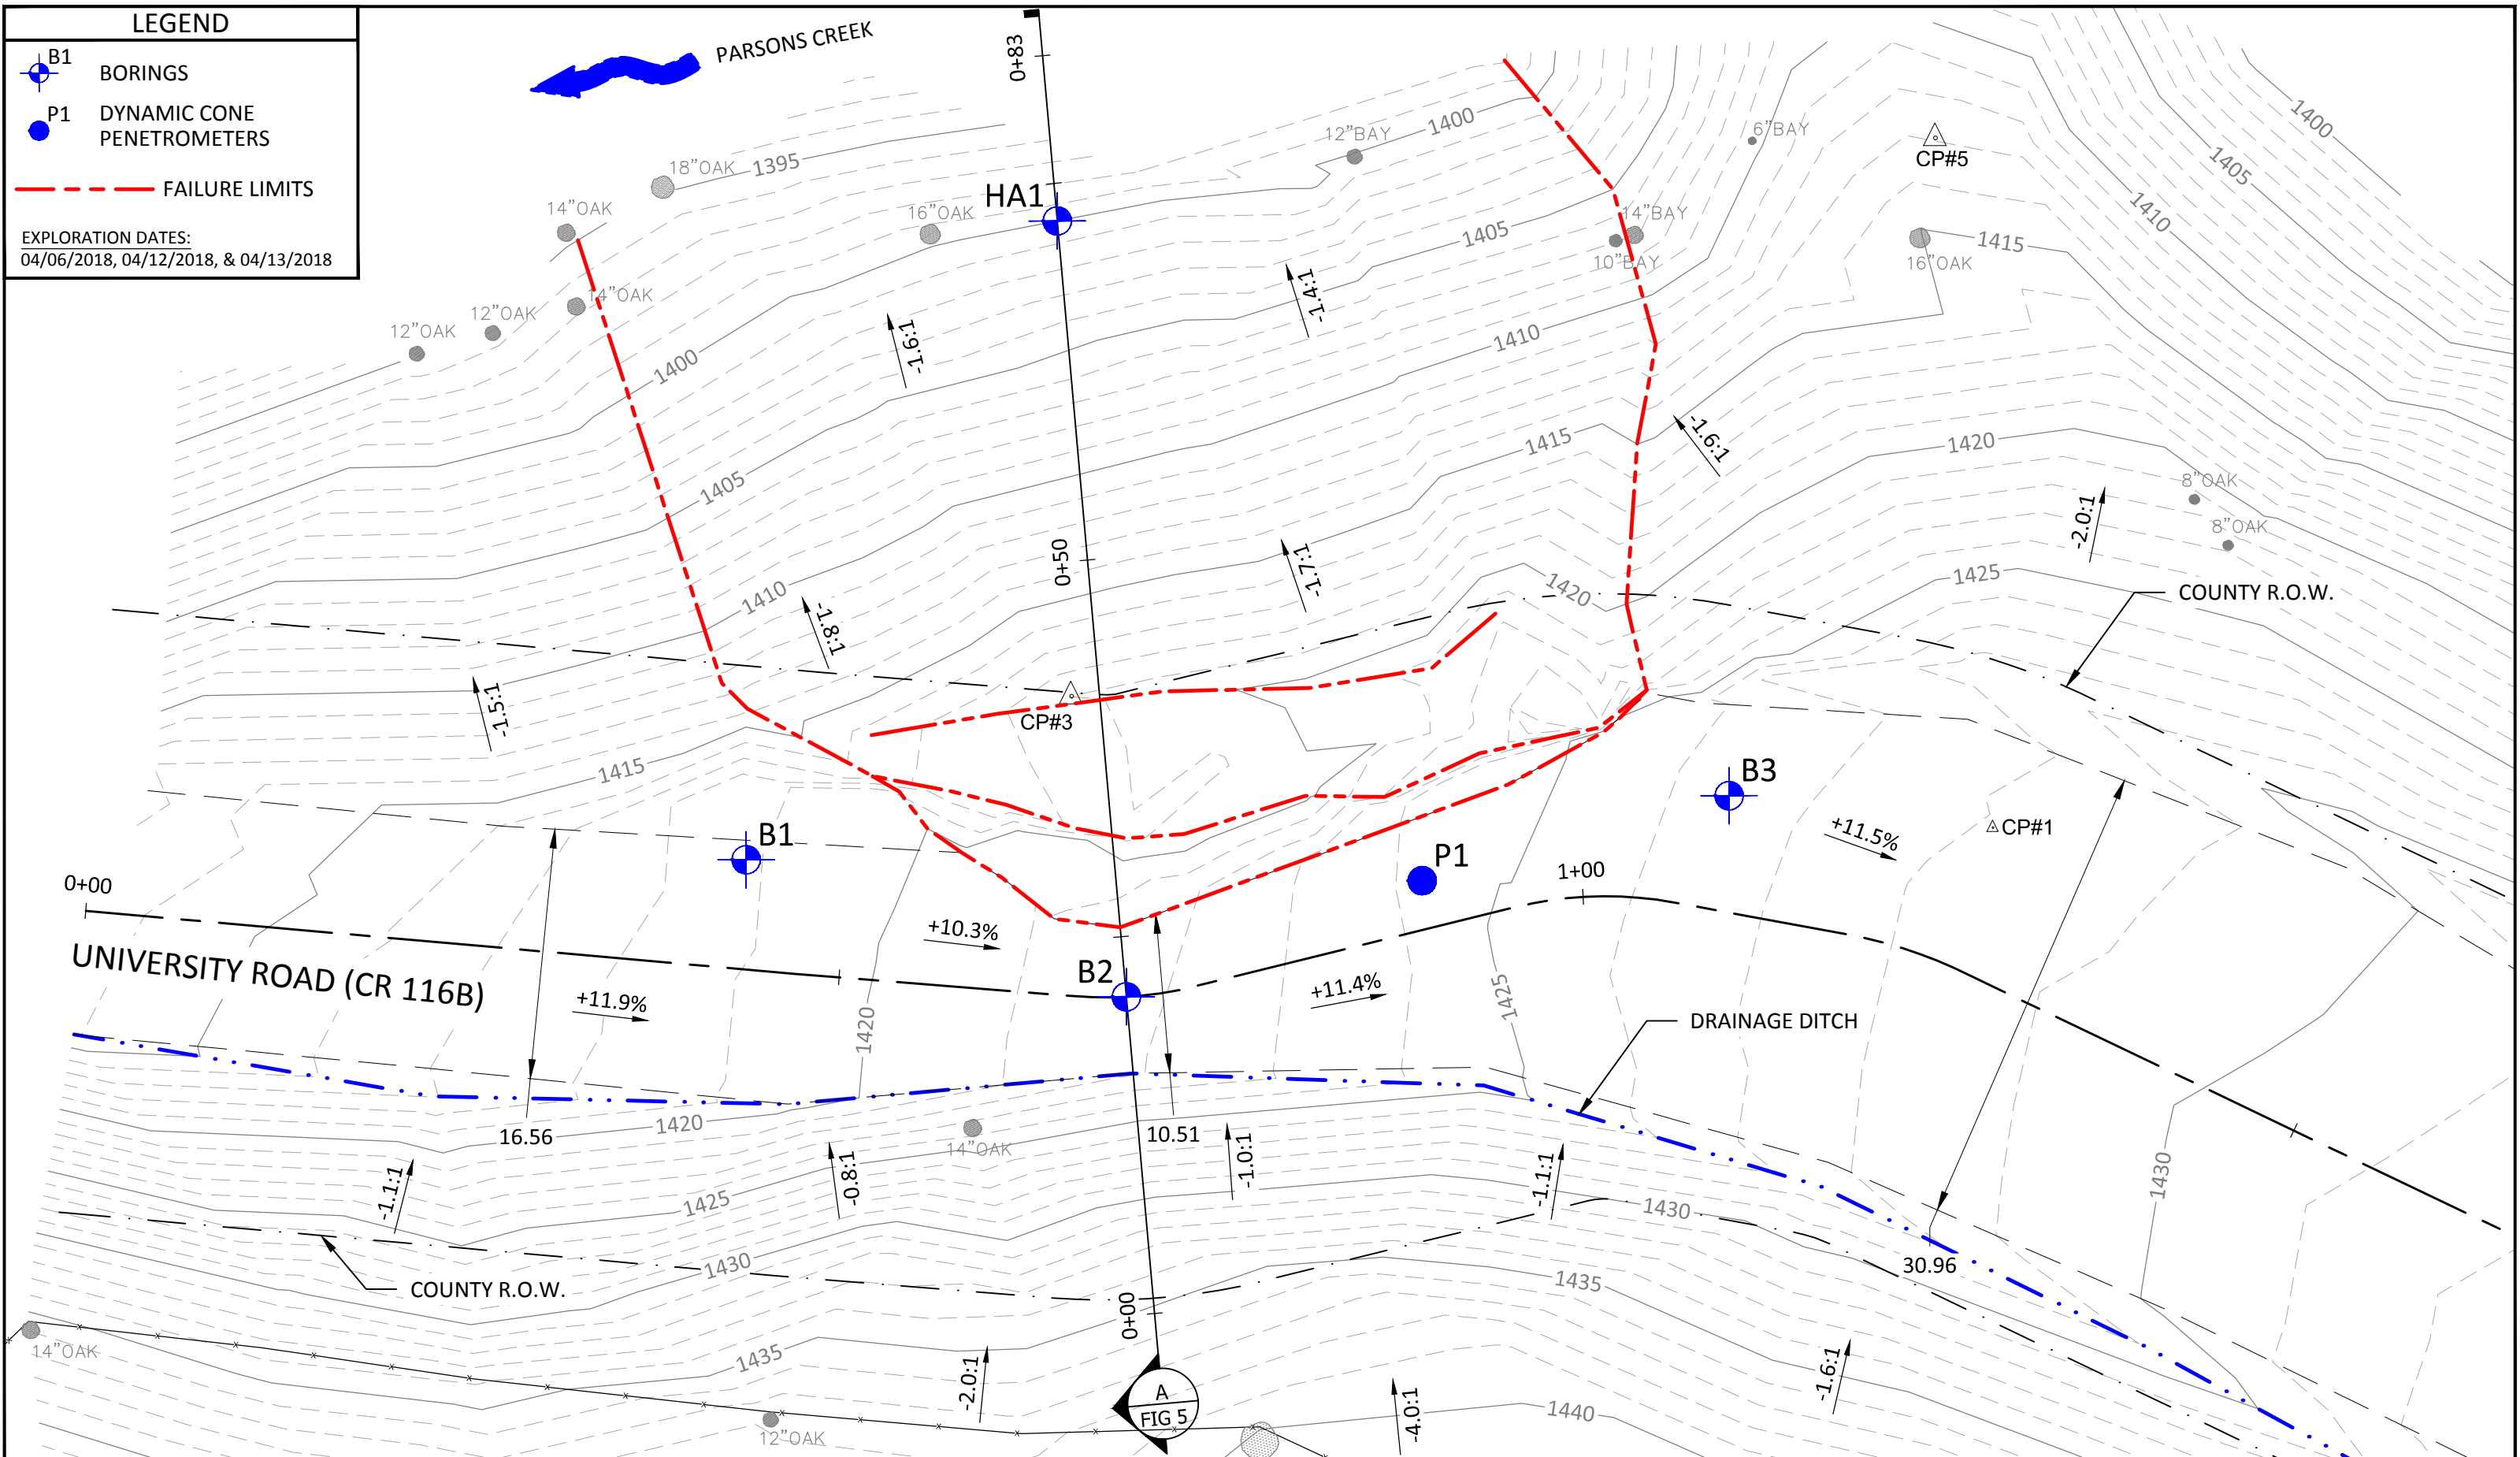 LEGEND
B1
BORINGS
P1
DYNAMIC CONE
PENETROMETERS
FAILURE LIMITS
EXPLORATION DATES:
04/06/2018, 04/12/2018, & 04/13/2018
PARSONS CREEK
0+83
1400
12"BAY
6"BAY
CP#5
1400
1405
1410
18"OAK
1395
HA1
14"OAK
16"OAK
14"BAY
1405
10"BAY
1415
16"OAK
14"OAK
12"OAK
12"OAK
-1.6:1
-1.4:1
1410
1400
1405
1415
-1.6:1
1420
8"OAK
8"OAK
-2.0:1
0+50
-1.7:1
1410
-1.8:1
1420
1425
COUNTY R.O.W.
-1.5:1
CP#3
1415
B3
B1
CP#1
+11.5%
P1
0+00
1+00
+10.3%
UNIVERSITY ROAD (CR 116B)
B2
+11.9%
+11.4%
1425
1420
DRAINAGE DITCH
16.56
1420
14"OAK
10.51
-1.1:1
-0.8:1
-1.0:1
-1.1:1
1430
1425
1430
1430
30.96
COUNTY R.O.W.
1435
0+00
14"OAK
1435
-2.0:1
A
FIG 5
-4.0:1
1440
-1.6:1
12"OAK